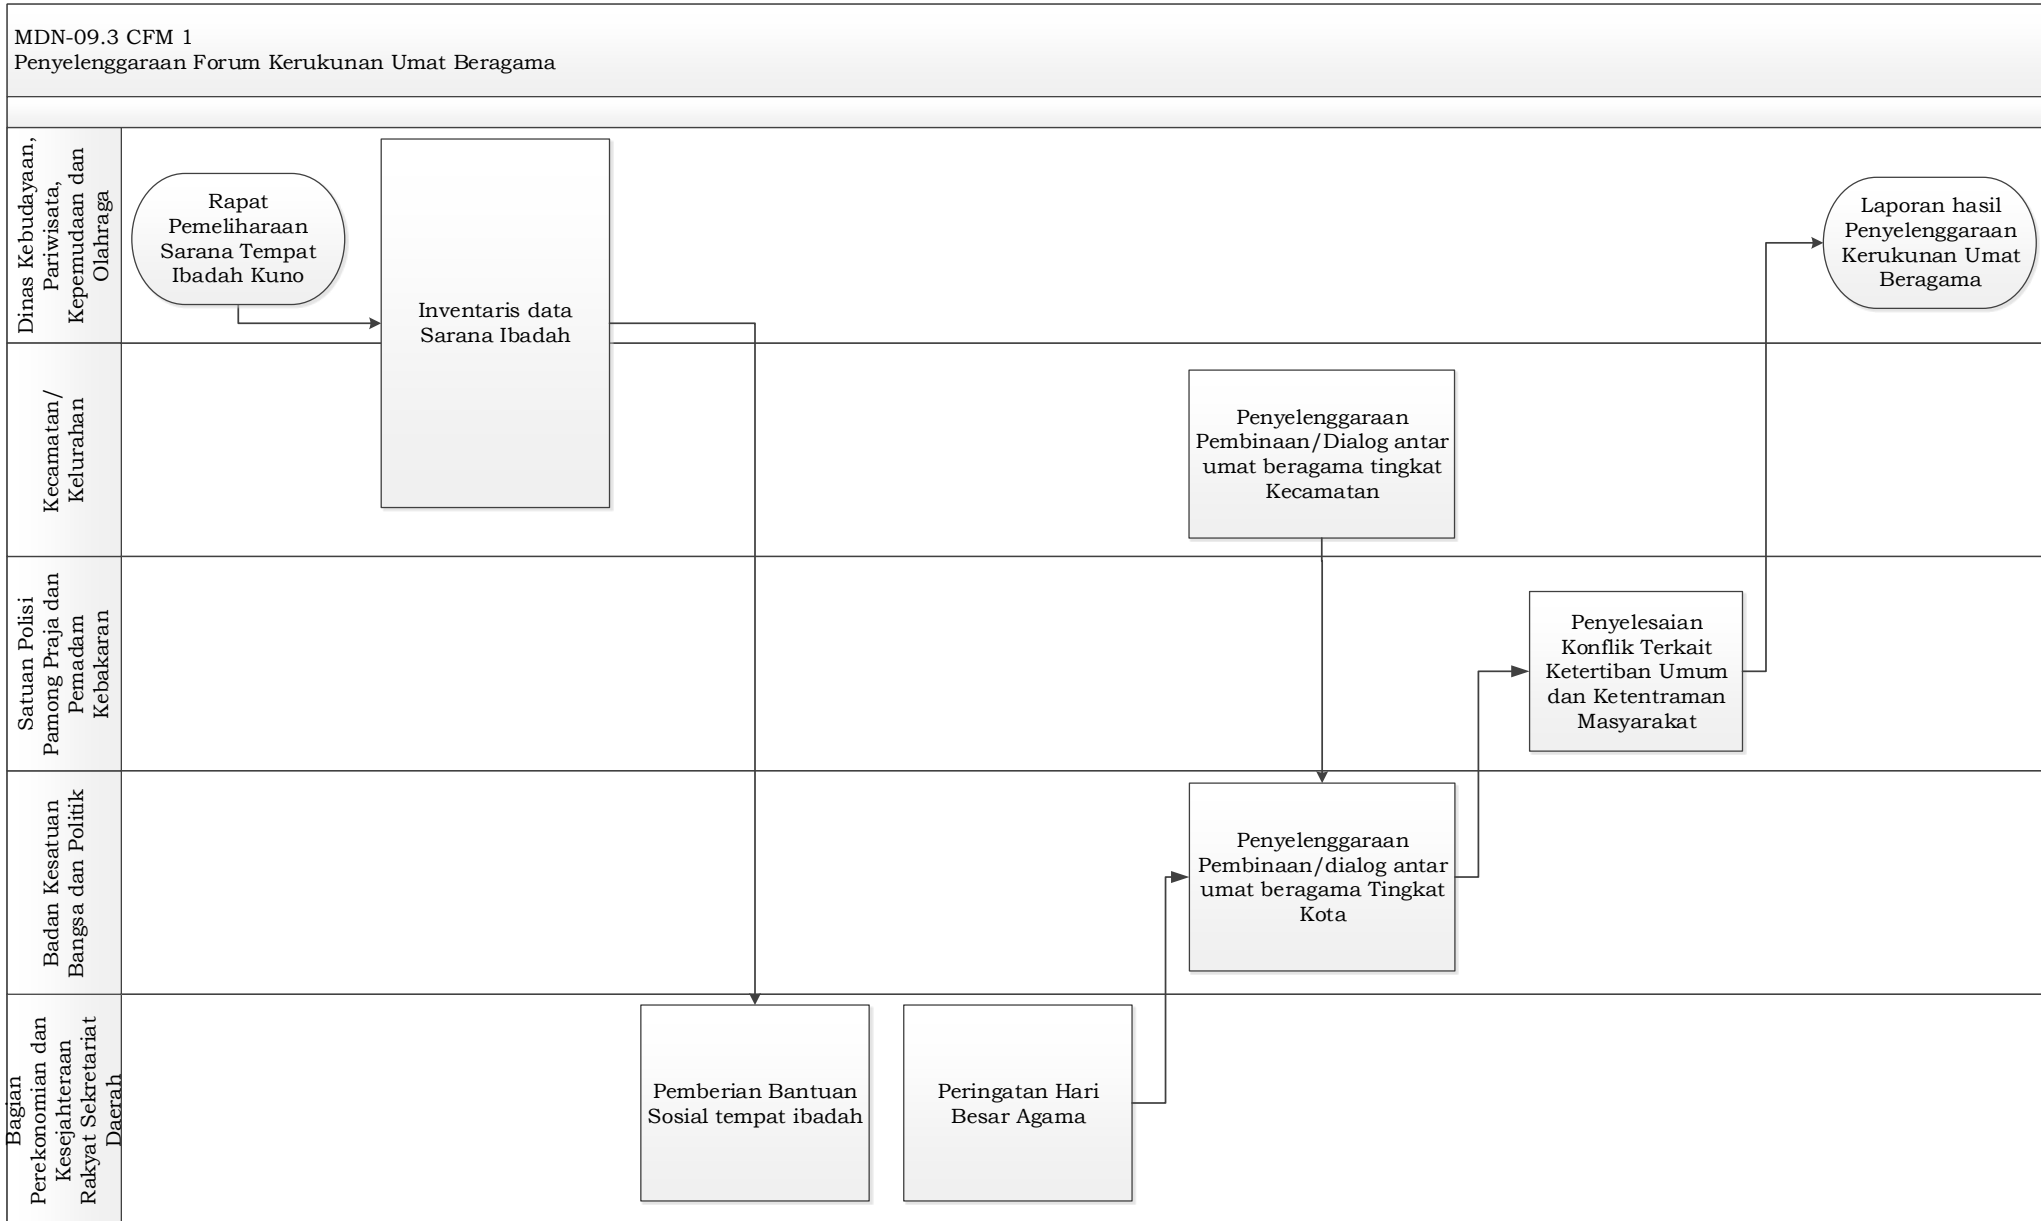 MDN-09.3 CFM 1
Penyelenggaraan Forum Kerukunan Umat Beragama
Dinas Kebudayaan,
Pariwisata,
Kepemudaan dan
Olahraga
Rapat
Pemeliharaan
Sarana Tempat
Ibadah Kuno
Inventaris data
Sarana Ibadah
Laporan hasil
Penyelenggaraan
Kerukunan Umat
Beragama
Kecamatan/
Kelurahan
Penyelenggaraan
Pembinaan/Dialog antar
umat beragama tingkat
Kecamatan
Satuan Polisi
Pamong Praja dan
Pemadam
Kebakaran
Penyelesaian
Konflik Terkait
Ketertiban Umum
dan Ketentraman
Masyarakat
Badan Kesatuan
Bangsa dan Politik
Penyelenggaraan
Pembinaan/dialog antar
umat beragama Tingkat
Kota
Bagian
Perekonomian dan
Kesejahteraan
Rakyat Sekretariat
Daerah
Pemberian Bantuan
Sosial tempat ibadah
Peringatan Hari
Besar Agama